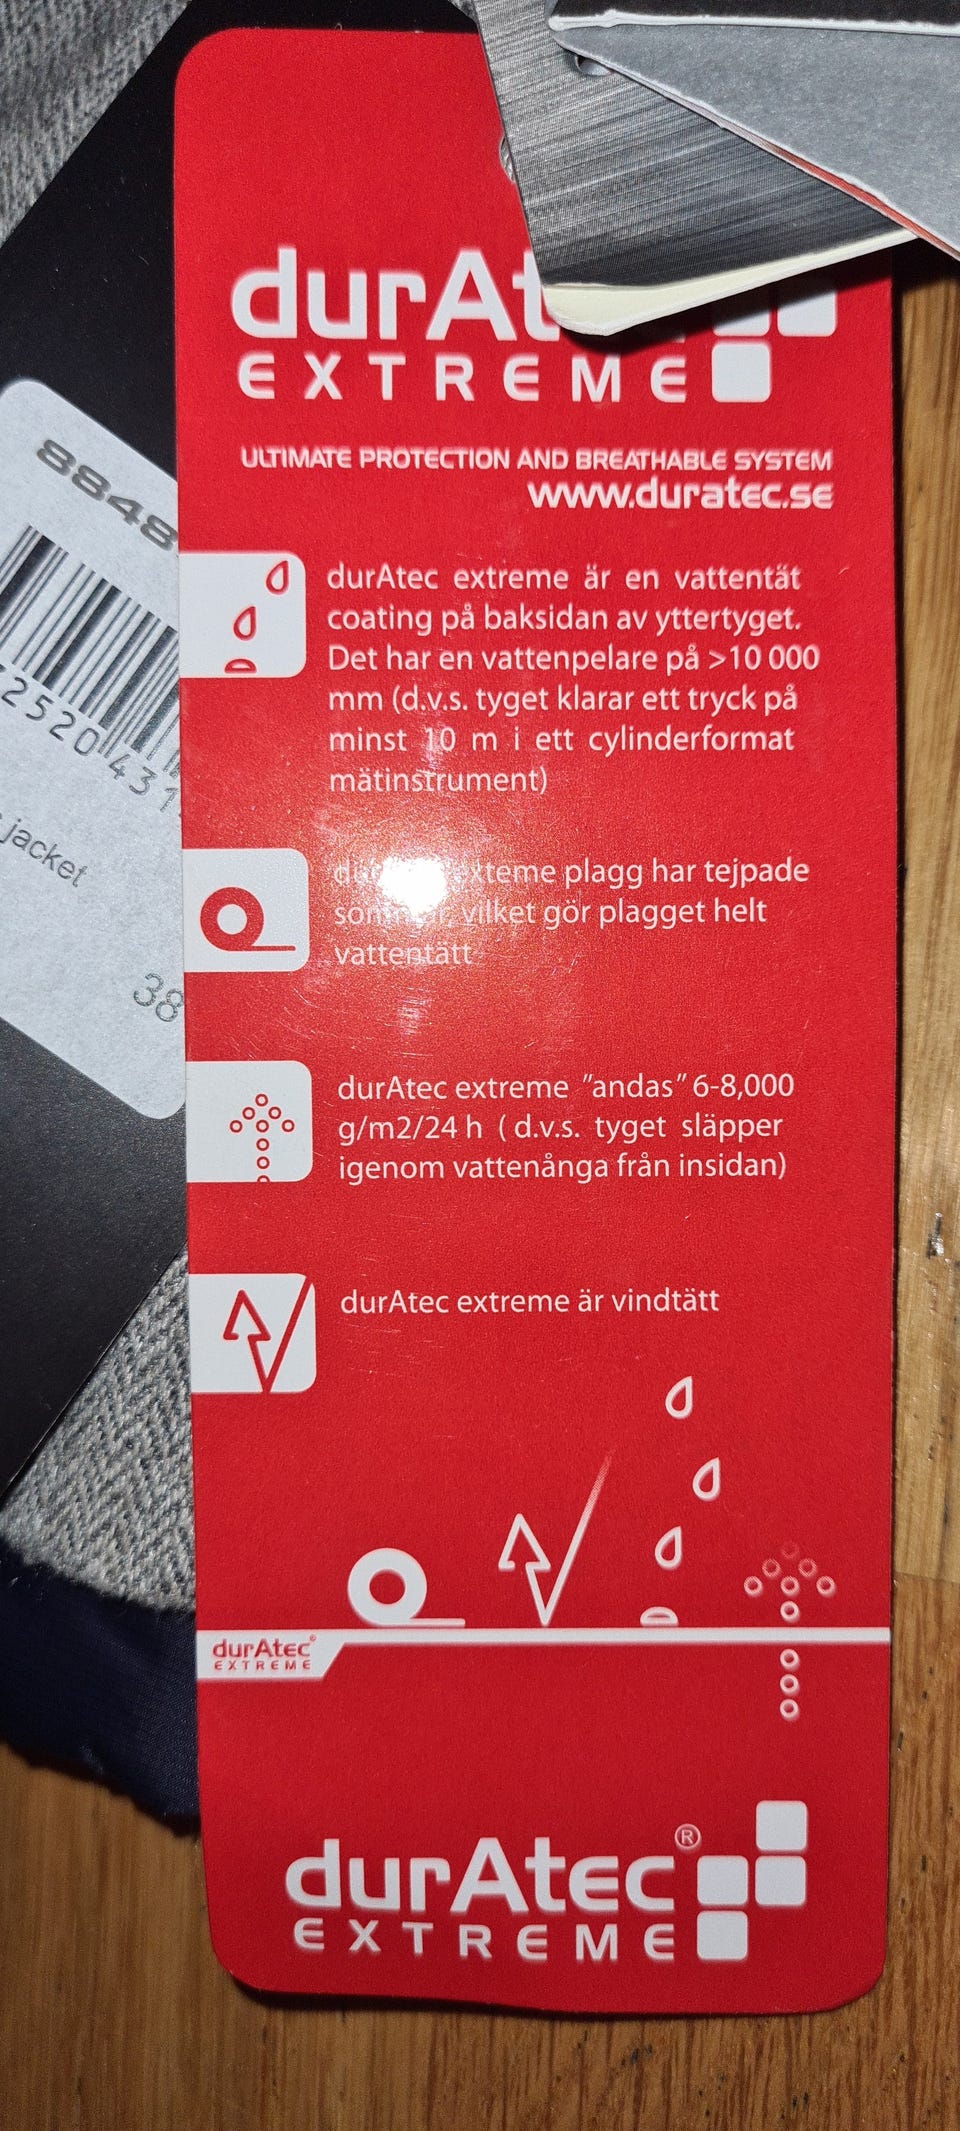 durAt
EXTREME
ULTIMATE PROTECTION AND BREATHABLE SYSTEM
www.duratec.se
durAtec extreme är en vattentät
coating på baksidan av yttertyget.
Det har en vattenpelare på >10 000
mm (d.v.s. tyget klarar ett tryck på
minst 10 m i ett cylinderformat
mätinstrument)
exteme plagg har tejpade
vilket gör plagget helt
vattentätt
durAtec extreme "andas" 6-8,000
g/m2/24 h ( d.v.s. tyget släpper
igenom vattenånga från insidan)
durAtec extreme är vindtätt
durAtec®
EXTREME
durAtec®
EXTREME
8848
2520431
jacket
38